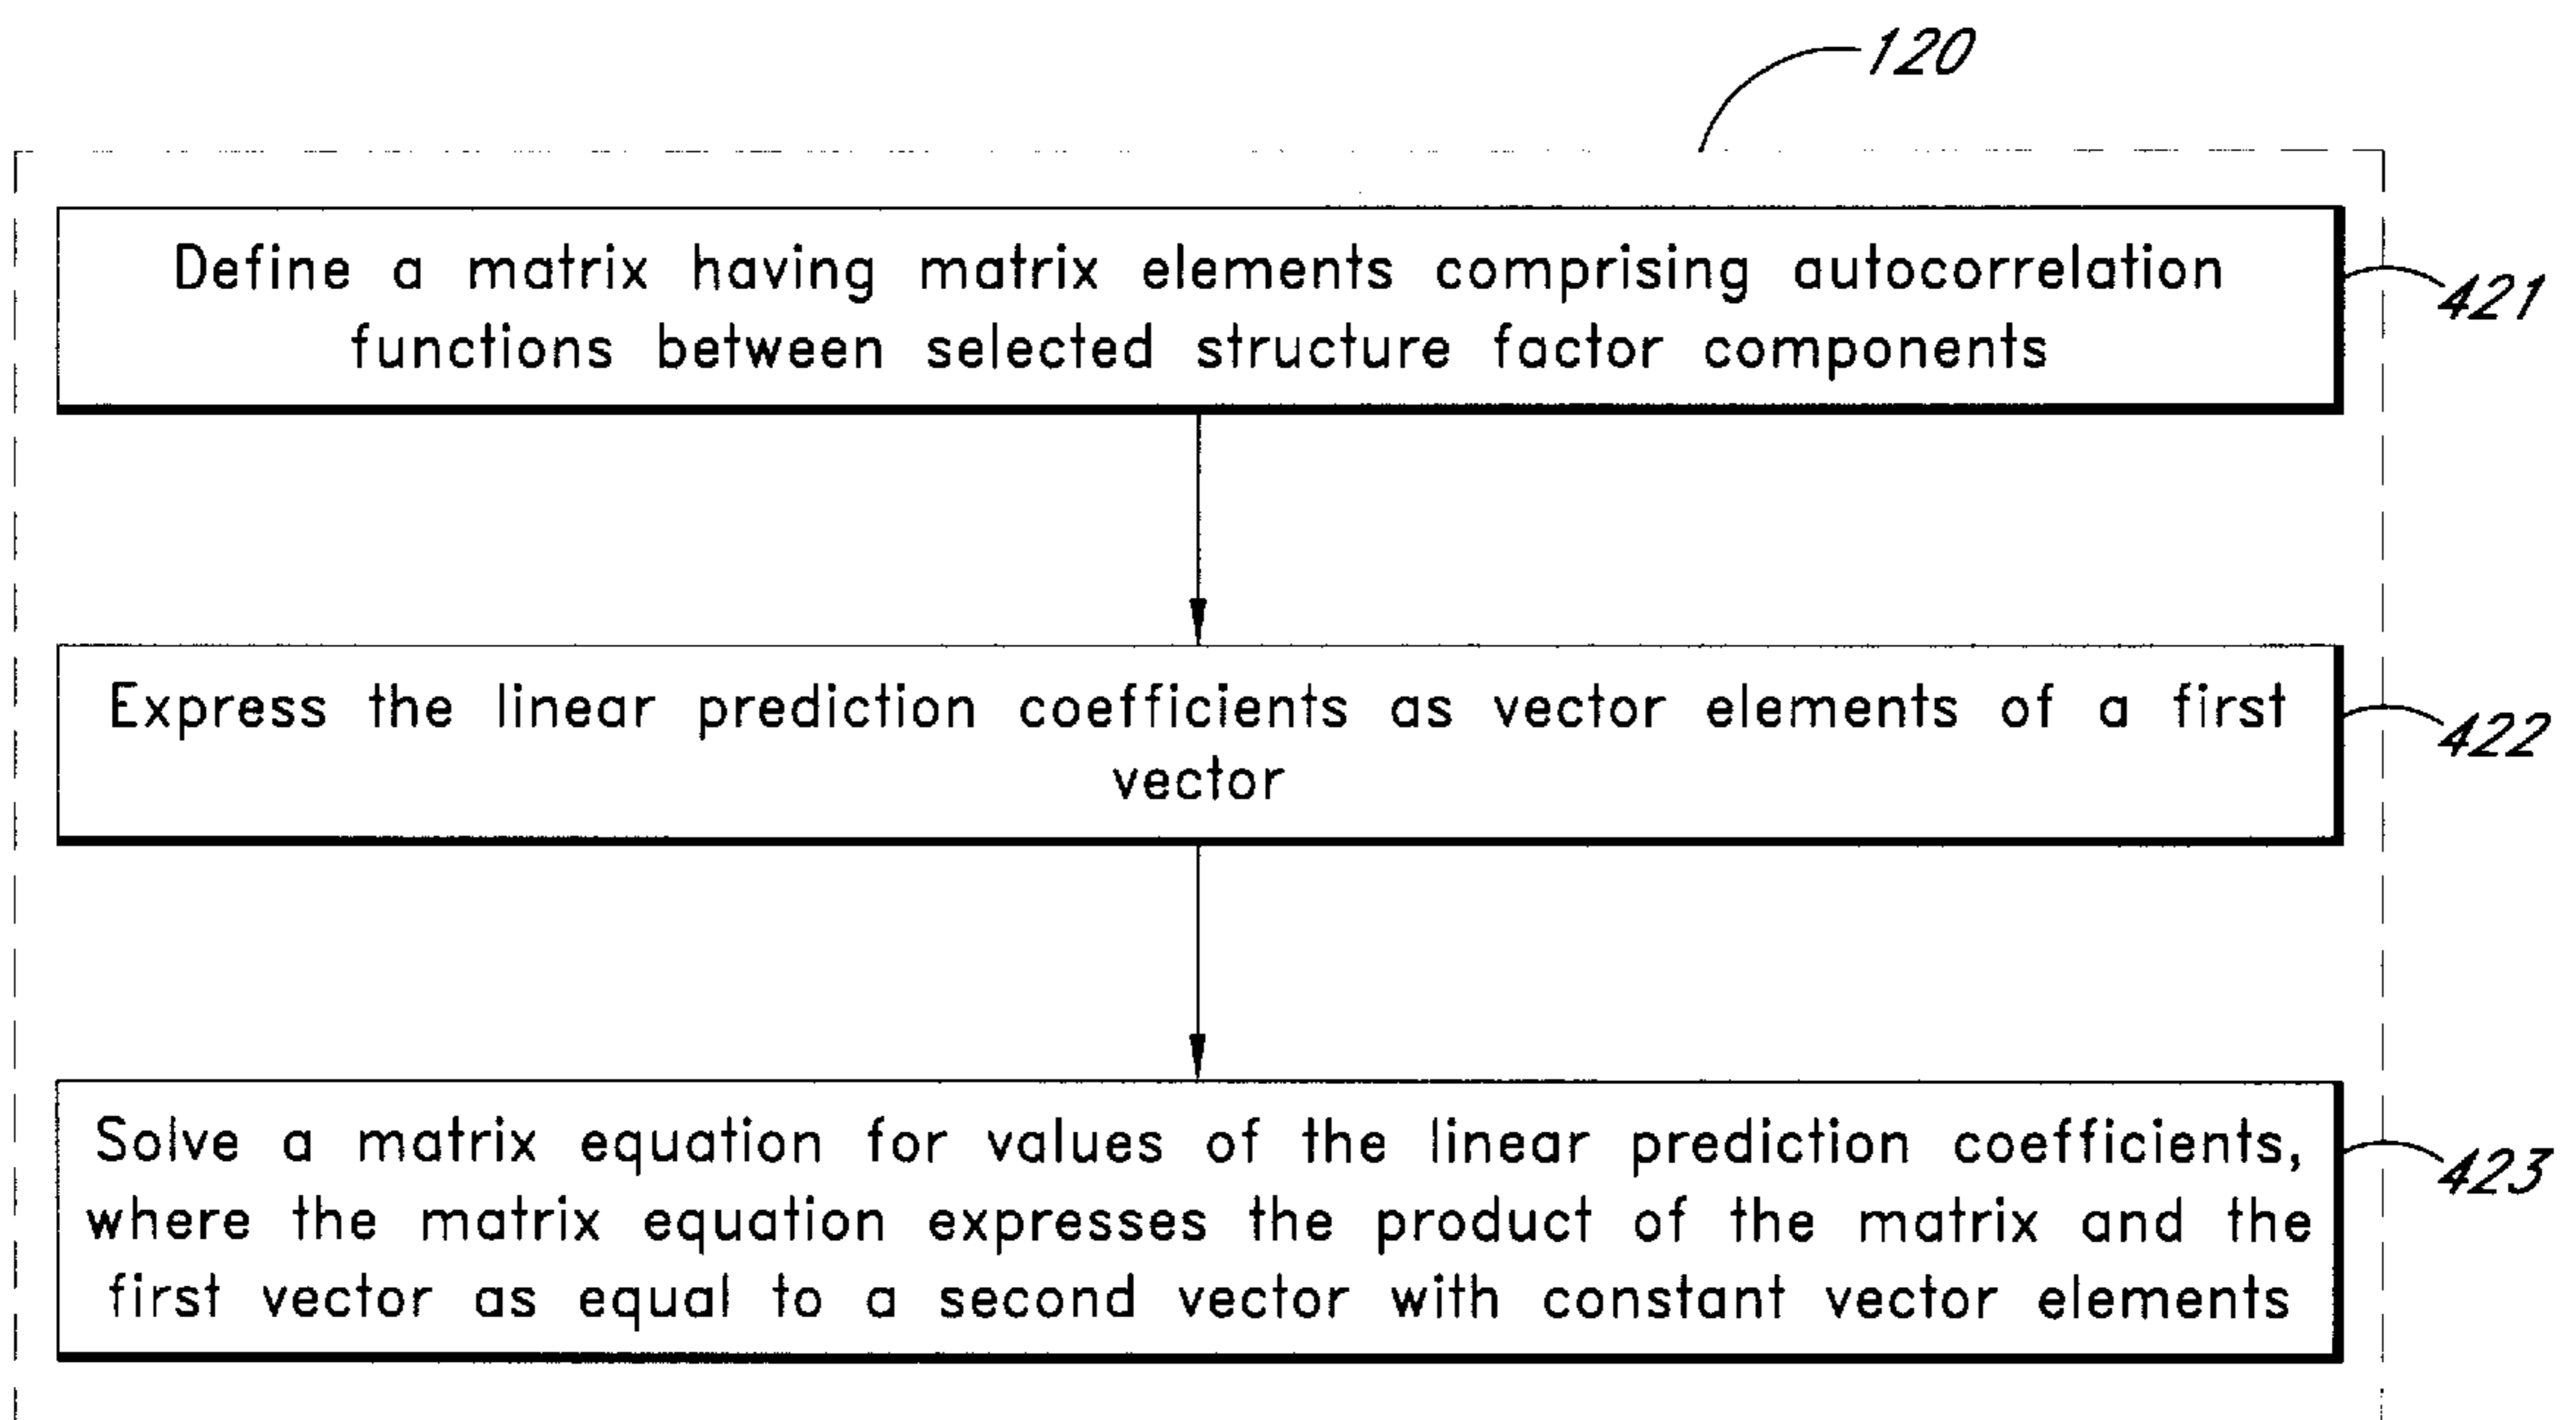 120
Define a matrix having matrix elements comprising autocorrelation
functions between selected structure factor components
421
Express the linear prediction coefficients as vector elements of a first
vector
422
Solve a matrix equation for values of the linear prediction coefficients,
where the matrix equation expresses the product of the matrix and the
first vector as equal to a second vector with constant vector elements
423